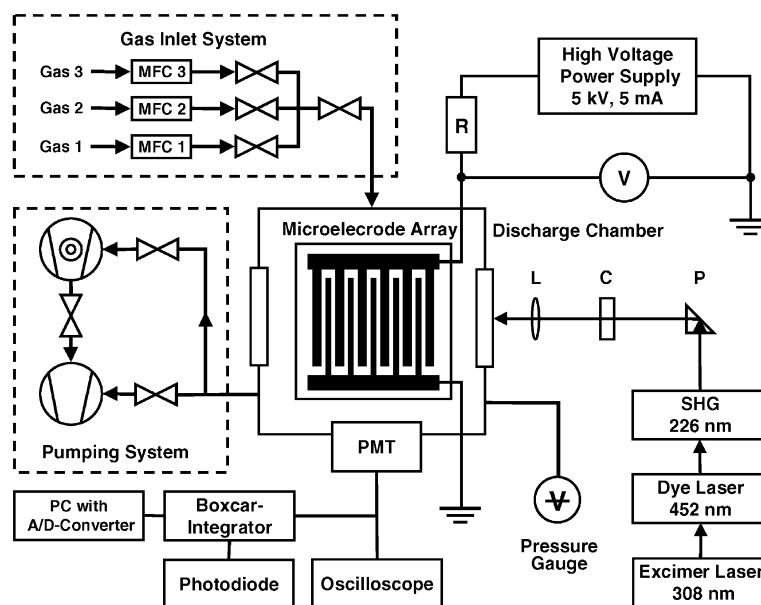 Gas Inlet System
Gas 3
MFC 3
Gas 2
MFC 2
Gas 1
MFC 1
High Voltage
Power Supply
5 kV, 5 mA
R
V
Microelecrode Array
Discharge Chamber
L
C
P
Pumping System
PMT
SHG
226 nm
Dye Laser
452 nm
Excimer Laser
308 nm
V
Pressure
Gauge
PC with
A/D-Converter
Boxcar-
Integrator
Photodiode
Oscilloscope